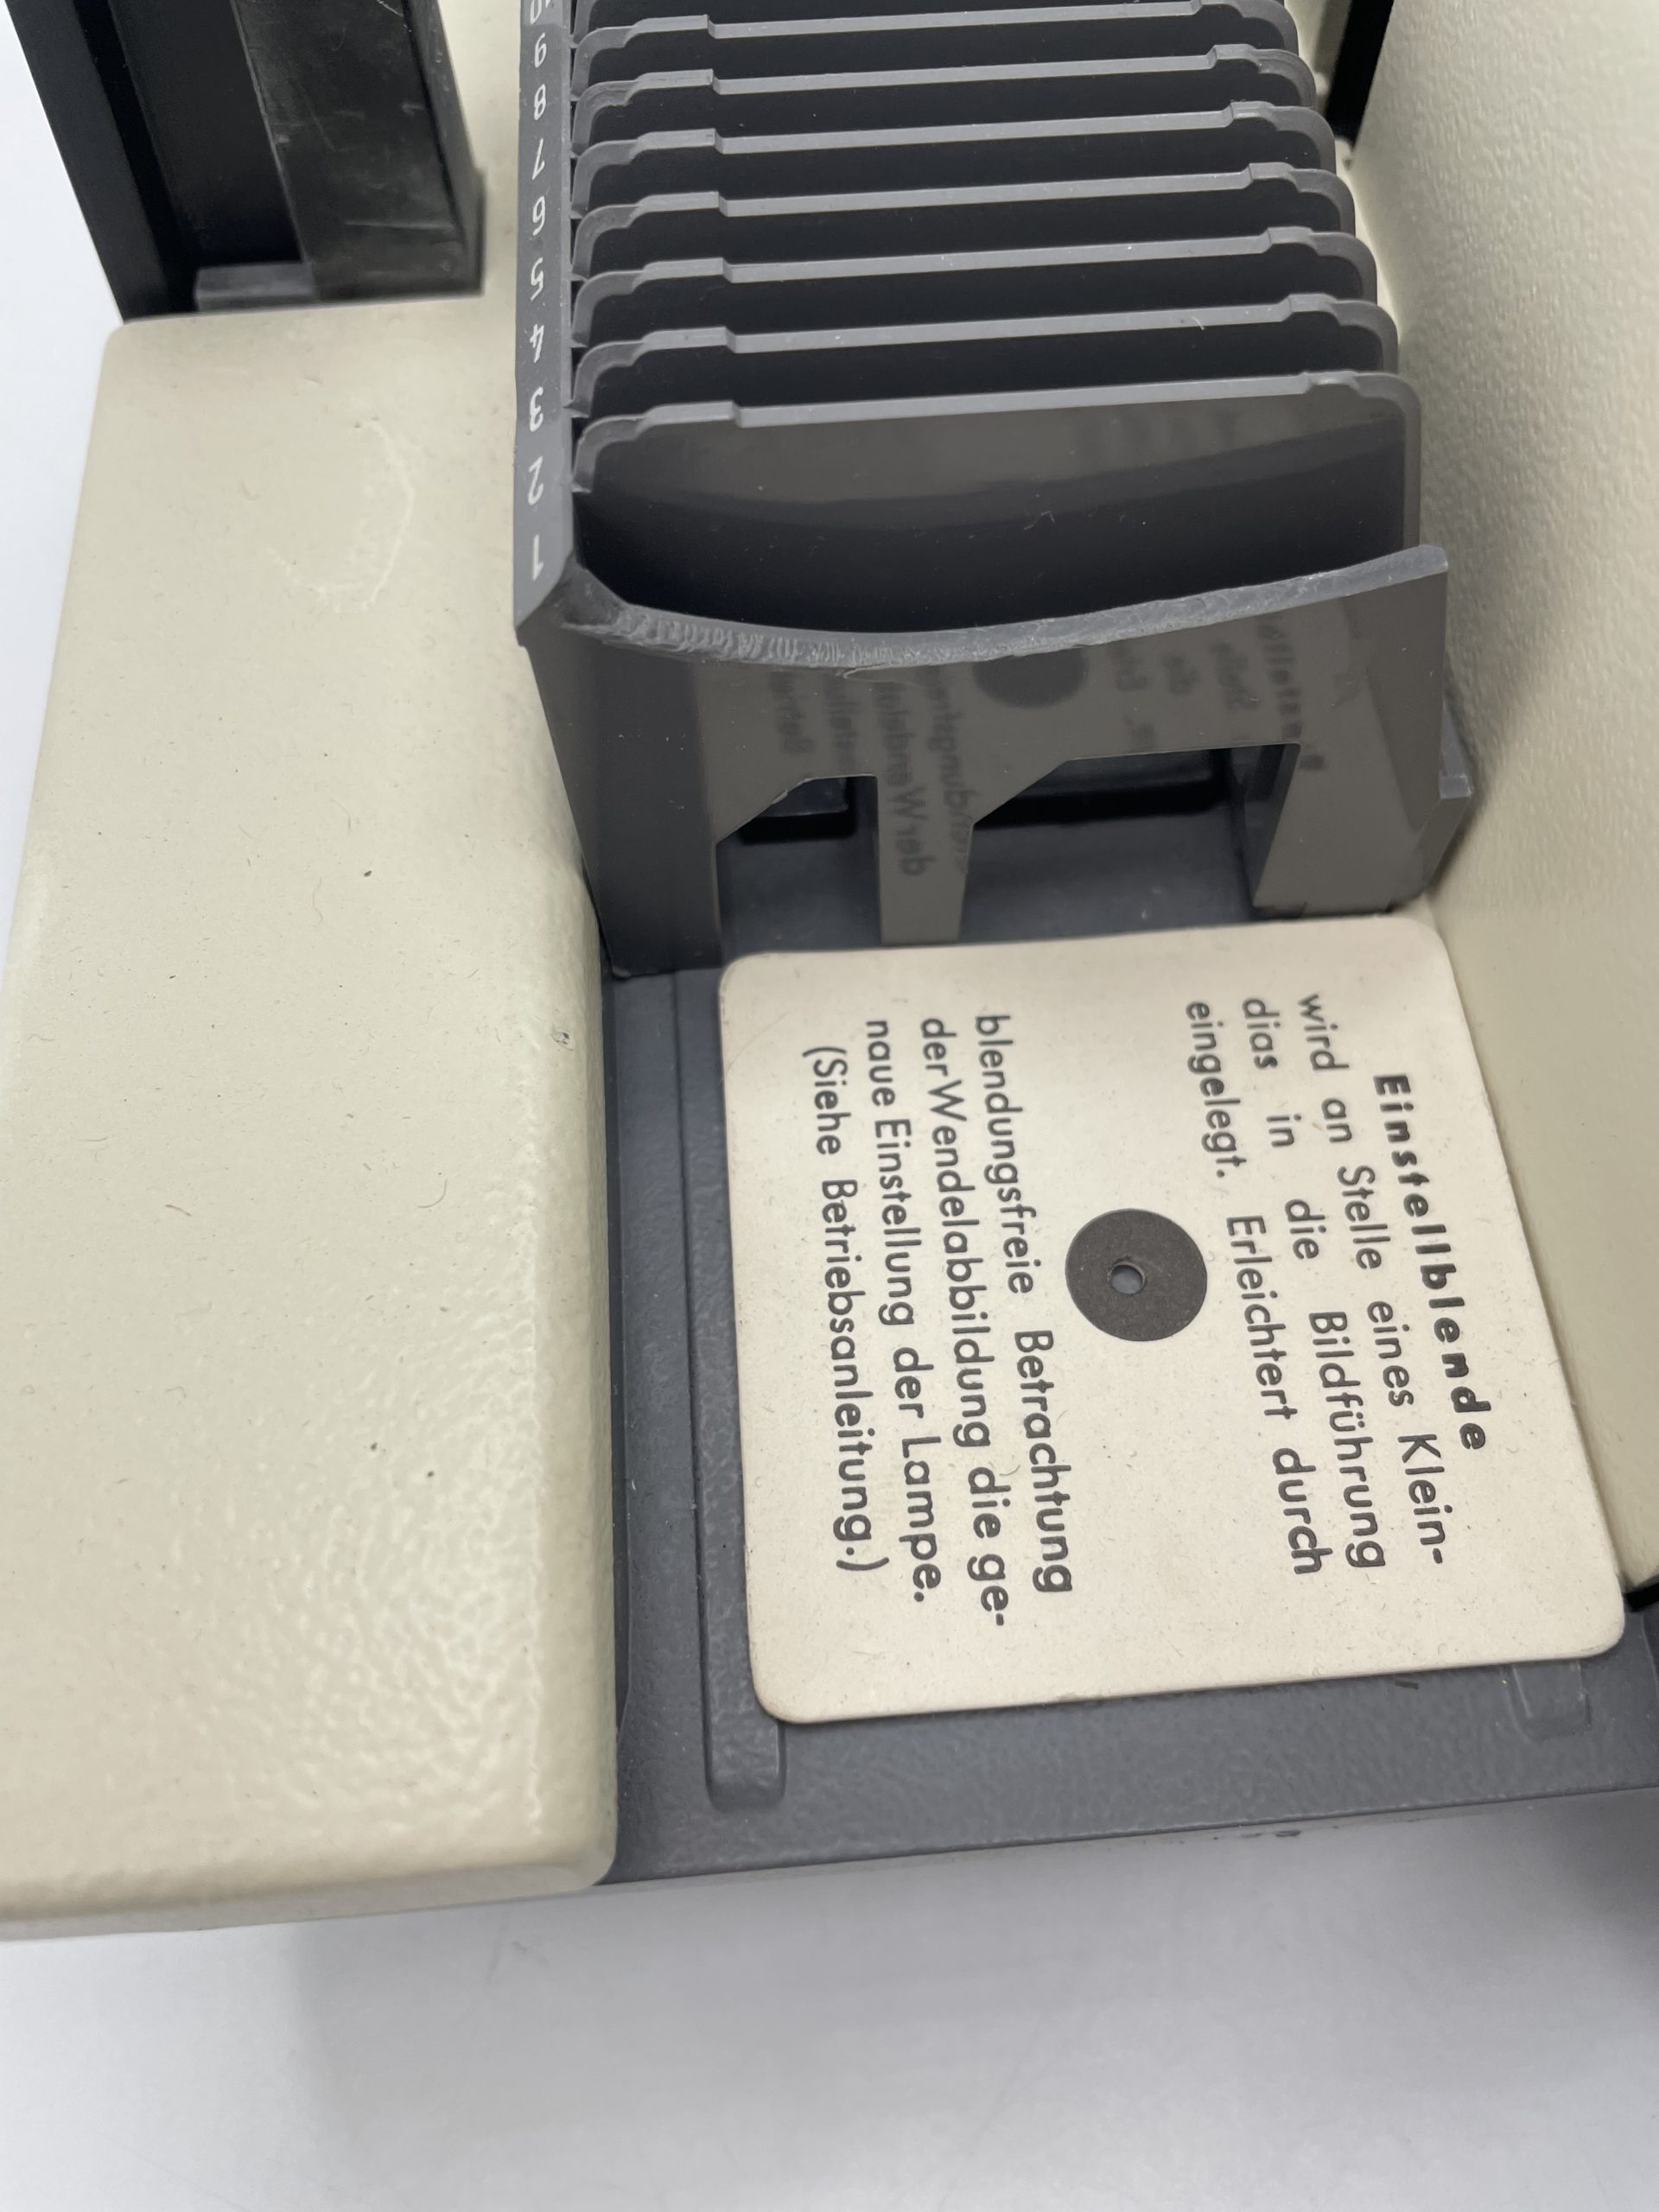 Einstellblende
wird an Stelle eines Klein-
dias in die Bildführung
eingelegt. Erleichtert durch
blendungsfreie Betrachtung
der Wendelabbildung die ge-
naue Einstellung der Lampe.
(Siehe Betriebsanleitung.)
1 2 3 4 5 6 7 8 9